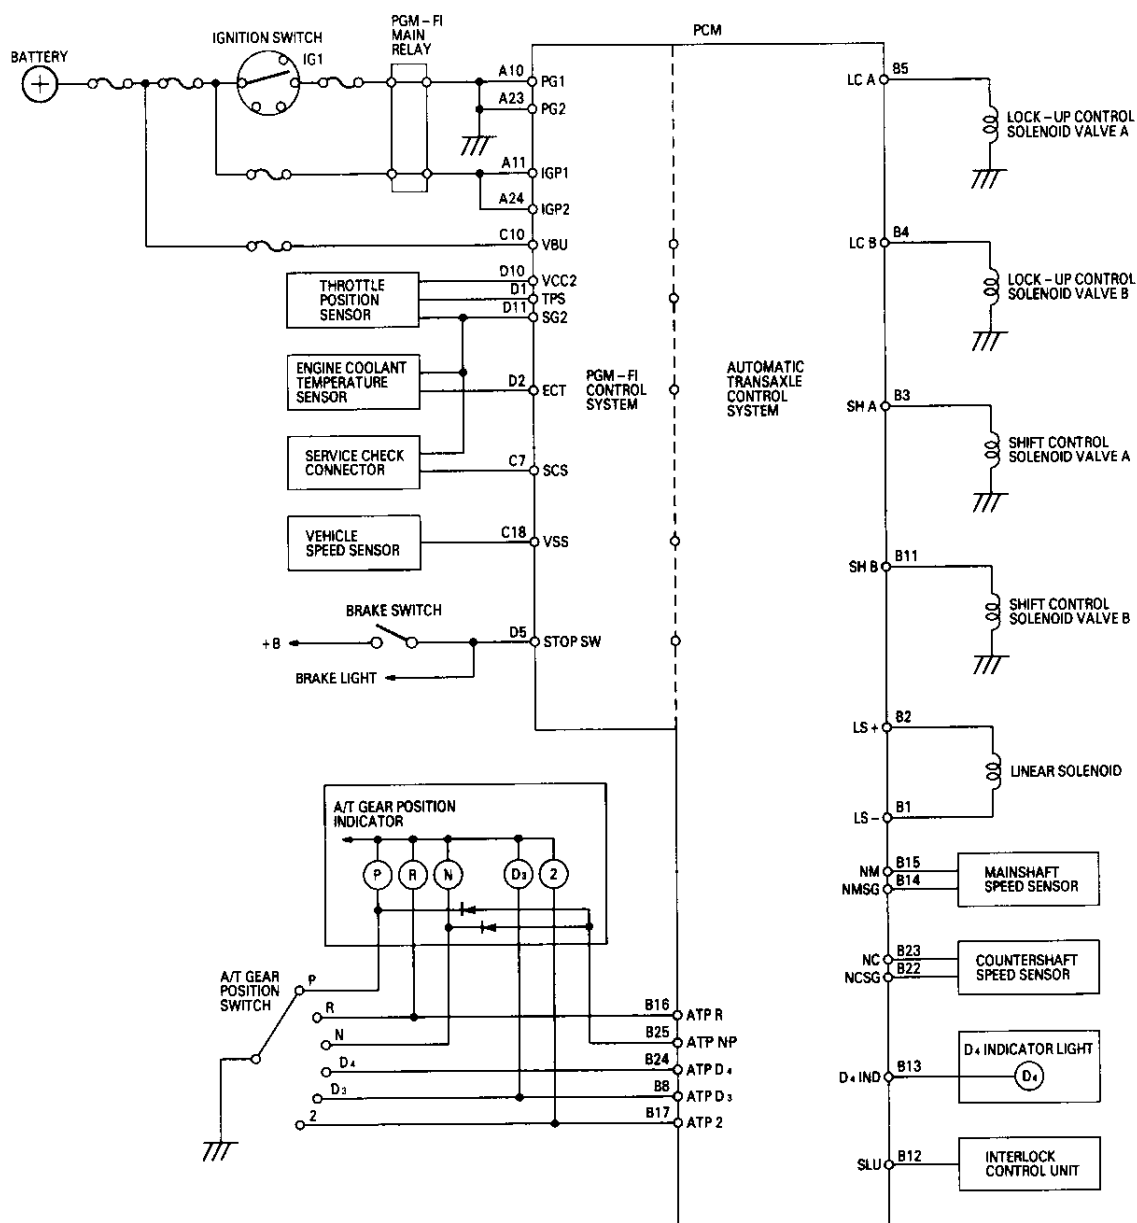 PCM
PGM – FI
MAIN
RELAY
IGNITION SWITCH
IG1
BATTERY
A10
PG1
A23
PG2
A11
IGP1
A24
IGP2
C10
VBU
THROTTLE
POSITION
SENSOR
D10
VCC2
D1
TPS
D11
SG2
ENGINE COOLANT
TEMPERATURE
SENSOR
D2
ECT
SERVICE CHECK
CONNECTOR
C7
SCS
VEHICLE
SPEED SENSOR
C18
VSS
BRAKE SWITCH
+B
D5
STOP SW
BRAKE LIGHT
PGM – FI
CONTROL
SYSTEM
AUTOMATIC
TRANSAXLE
CONTROL
SYSTEM
LC A
B5
LOCK – UP CONTROL
SOLENOID VALVE A
LC B
B4
LOCK – UP CONTROL
SOLENOID VALVE B
SH A
B3
SHIFT CONTROL
SOLENOID VALVE A
SH B
B11
SHIFT CONTROL
SOLENOID VALVE B
LS +
B2
LINEAR SOLENOID
LS –
B1
NM
B15
NMSG
B14
MAINSHAFT
SPEED SENSOR
NC
B23
NCSG
B22
COUNTERSHAFT
SPEED SENSOR
D4 INDICATOR LIGHT
D4 IND
B13
D4
SLU
B12
INTERLOCK
CONTROL UNIT
A/T GEAR POSITION
INDICATOR
P
R
N
D3
2
A/T GEAR
POSITION
SWITCH
P
R
N
D4
D3
2
B16
ATP R
B25
ATP NP
B24
ATP D4
B8
ATP D3
B17
ATP 2